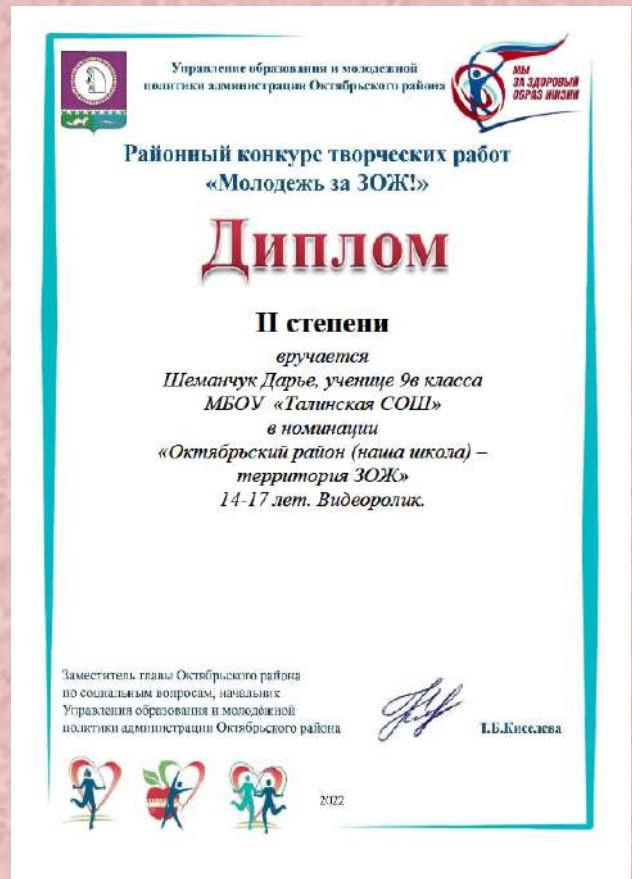 Управление образования и молодежной
политики администрации Октябрьского района
МЫ
ЗА ЗДОРОВЫЙ
ОБРАЗ ЖИЗНИ
Районный конкурс творческих работ
«Молодежь за ЗОЖ!»
Диплом
II степени
вручается
Шеманчук Дарье, ученице 9в класса
МБОУ «Талинская СОШ»
в номинации
«Октябрьский район (наша школа) –
территория ЗОЖ»
14-17 лет. Видеоролик.
Заместитель главы Октябрьского района
по социальным вопросам, начальник
Управления образования и молодежной
политики администрации Октябрьского района
Т.Б.Киселева
2022